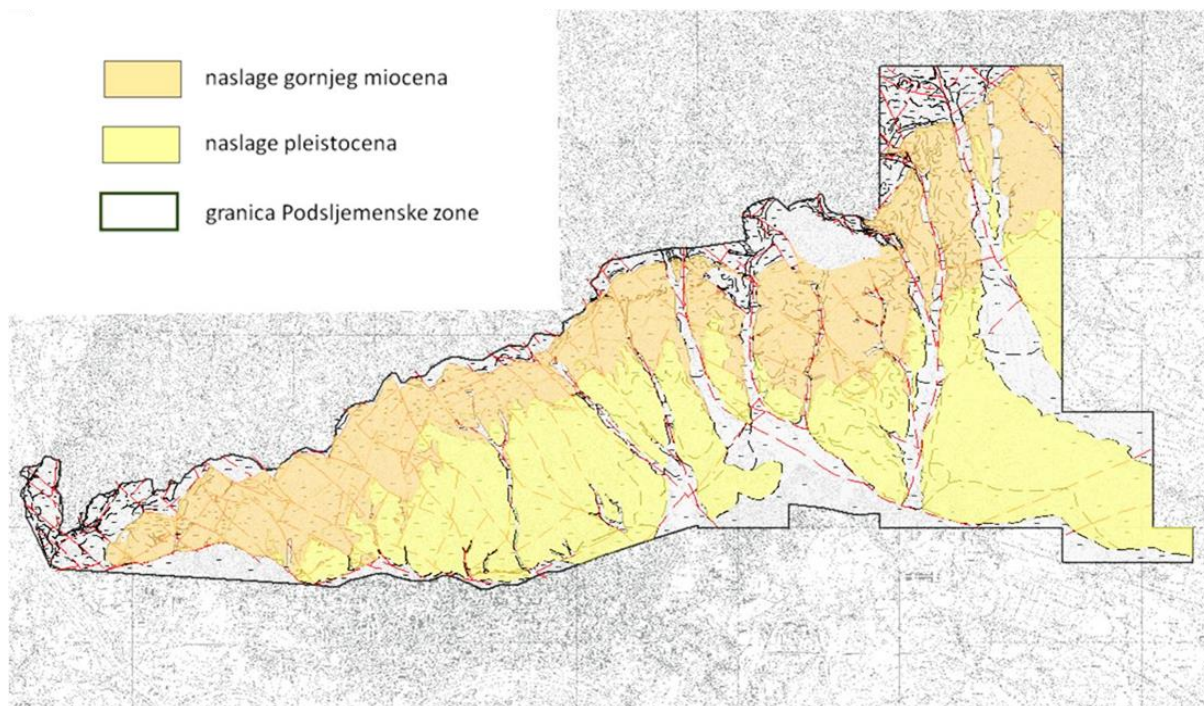 naslage gornjeg miocena
naslage pleistocena
granica Podsljemenske zone